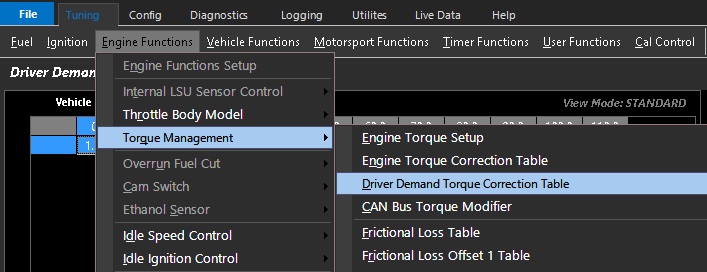 File Tuning Config Diagnostics Logging Utilites Live Data Help
Fuel Ignition Engine Functions Vehicle Functions Motorsport Functions Timer Functions User Functions Cal Control
Driver Deman
Engine Functions Setup
Vehicle
Internal LSU Sensor Control
View Mode: STANDARD
Throttle Body Model
1.
Torque Management
Engine Torque Setup
Overrun Fuel Cut
Engine Torque Correction Table
Cam Switch
Driver Demand Torque Correction Table
Ethanol Sensor
CAN Bus Torque Modifier
Idle Speed Control
Frictional Loss Table
Idle Ignition Control
Frictional Loss Offset 1 Table